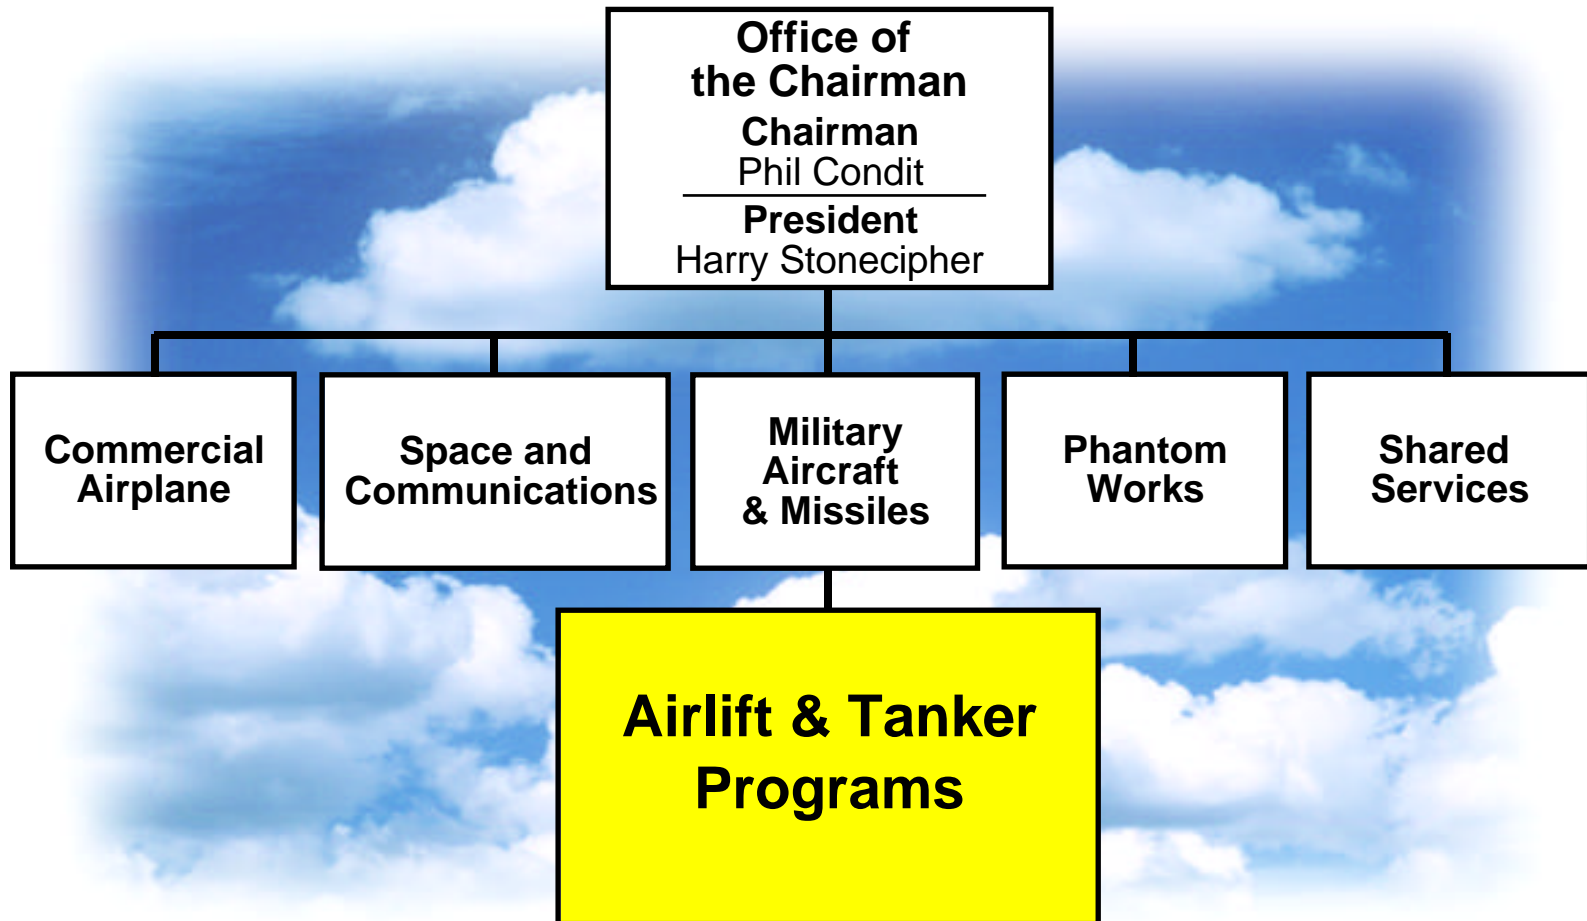 Office of
the Chairman
Chairman
Phil Condit
President
Harry Stonecipher
Commercial
Airplane
Space and
Communications
Military
Aircraft
& Missiles
Phantom
Works
Shared
Services
Airlift & Tanker
Programs